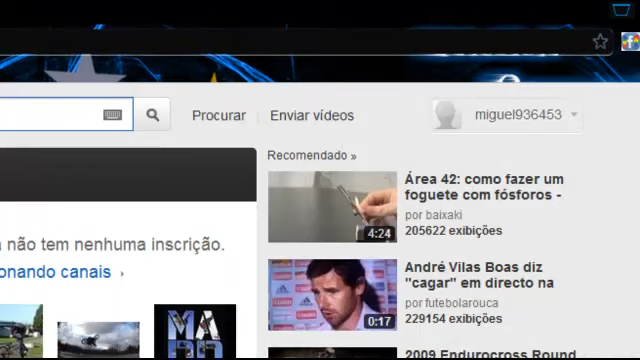 Procurar
Enviar vídeos
miguel936453
Recomendado »
Área 42: como fazer um
foguete com fósforos -
por baixaki
205622 exibições
4:24
não tem nenhuma inscrição.
onando canais ›
André Vilas Boas diz
"cagar" em directo na
por futebolarouca
229154 exibições
0:17
2009 Endurocross Round